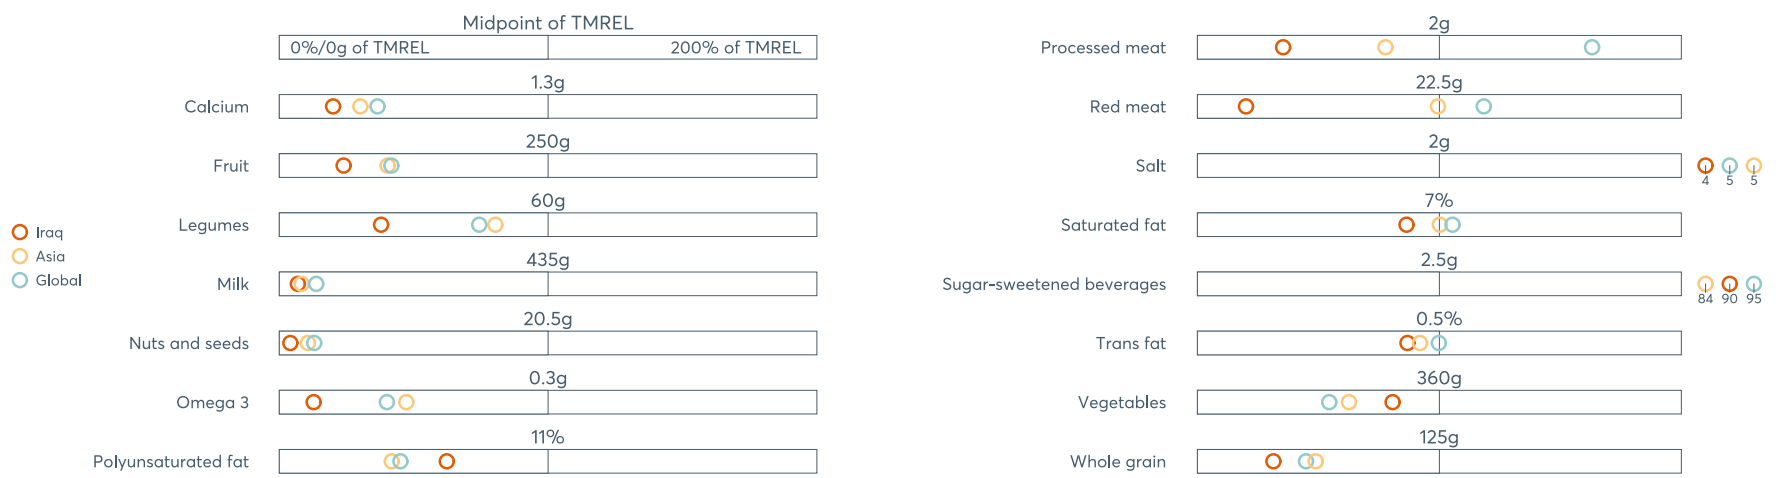 Midpoint of TMREL
0%/0g of TMREL 200% of TMREL
1.3g
Calcium
250g
Fruit
60g
Legumes
435g
Milk
20.5g
Nuts and seeds
0.3g
Omega 3
11%
Polyunsaturated fat
Iraq
Asia
Global
2g
Processed meat
22.5g
Red meat
2g
Salt
4 5 5
7%
Saturated fat
2.5g
Sugar-sweetened beverages
84 90 95
0.5%
Trans fat
360g
Vegetables
125g
Whole grain